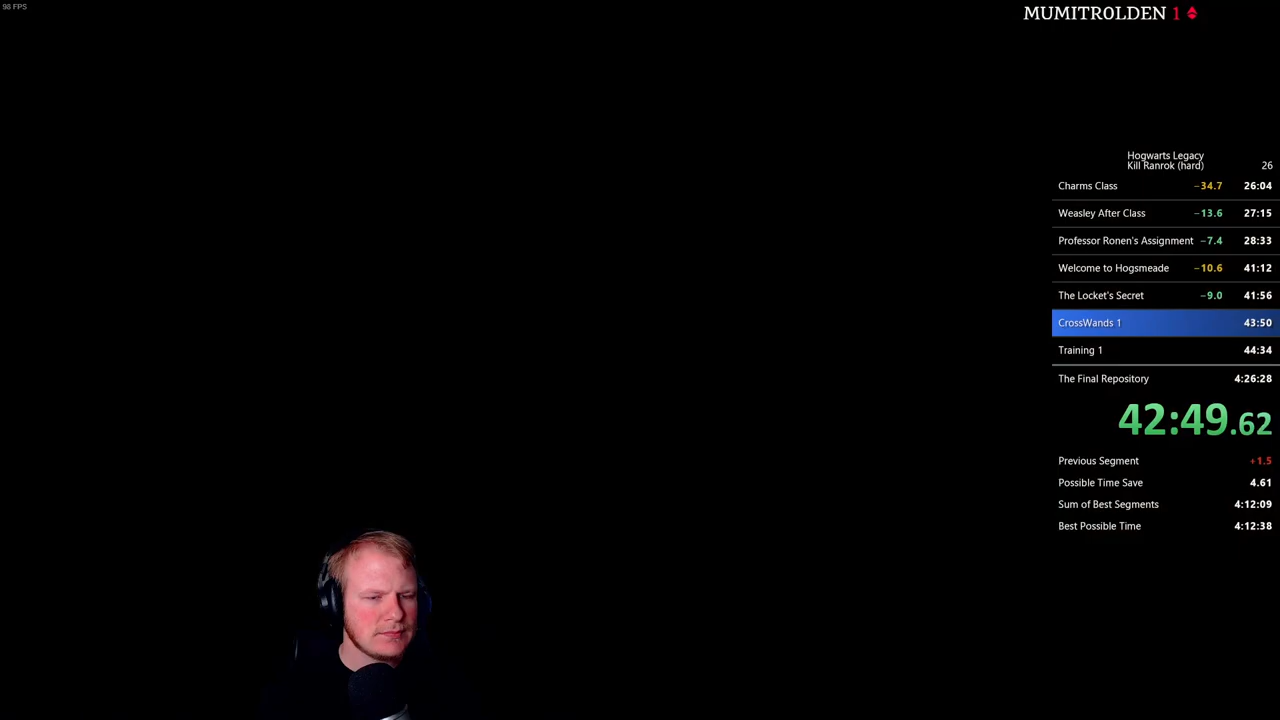 98 FPS
MUMITR0LDEN 1
Hogwarts Legacy
Kill Ranrok (hard) 26
Charms Class −34.7 26:04
Weasley After Class −13.6 27:15
Professor Ronen's Assignment −7.4 28:33
Welcome to Hogsmeade −10.6 41:12
The Locket's Secret −9.0 41:56
CrossWands 1 43:50
Training 1 44:34
The Final Repository 4:26:28
42:49.62
Previous Segment +1.5
Possible Time Save 4.61
Sum of Best Segments 4:12:09
Best Possible Time 4:12:38